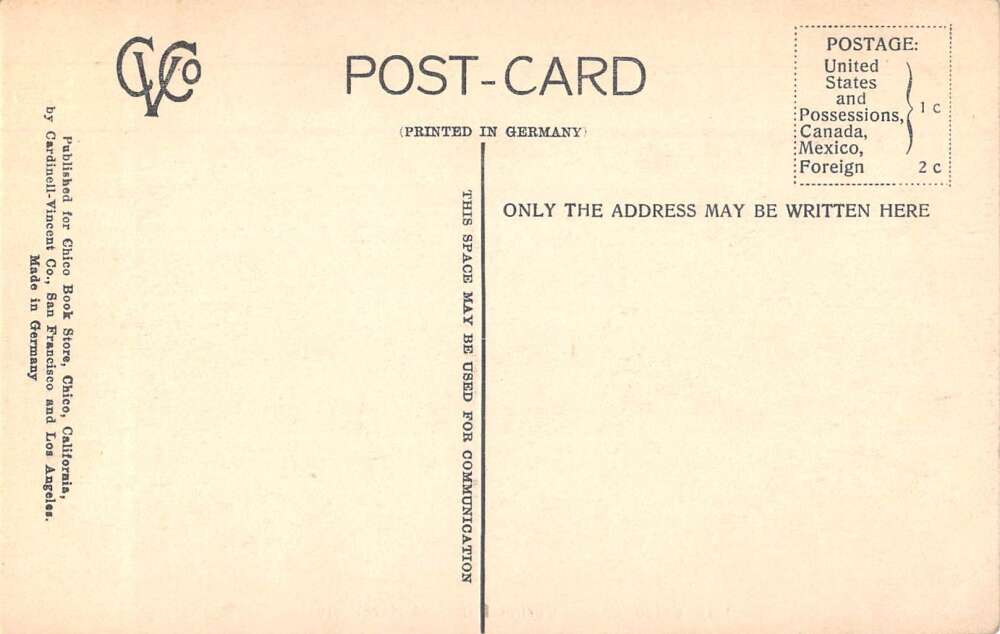 CVCo
POST-CARD
(PRINTED IN GERMANY)
POSTAGE:
United
States
and
Possessions, 1 c
Canada,
Mexico,
Foreign 2 c
Published for Chico Book Store, Chico, California,
by Cardinell-Vincent Co., San Francisco and Los Angeles.
Made in Germany
THIS SPACE MAY BE USED FOR COMMUNICATION
ONLY THE ADDRESS MAY BE WRITTEN HERE